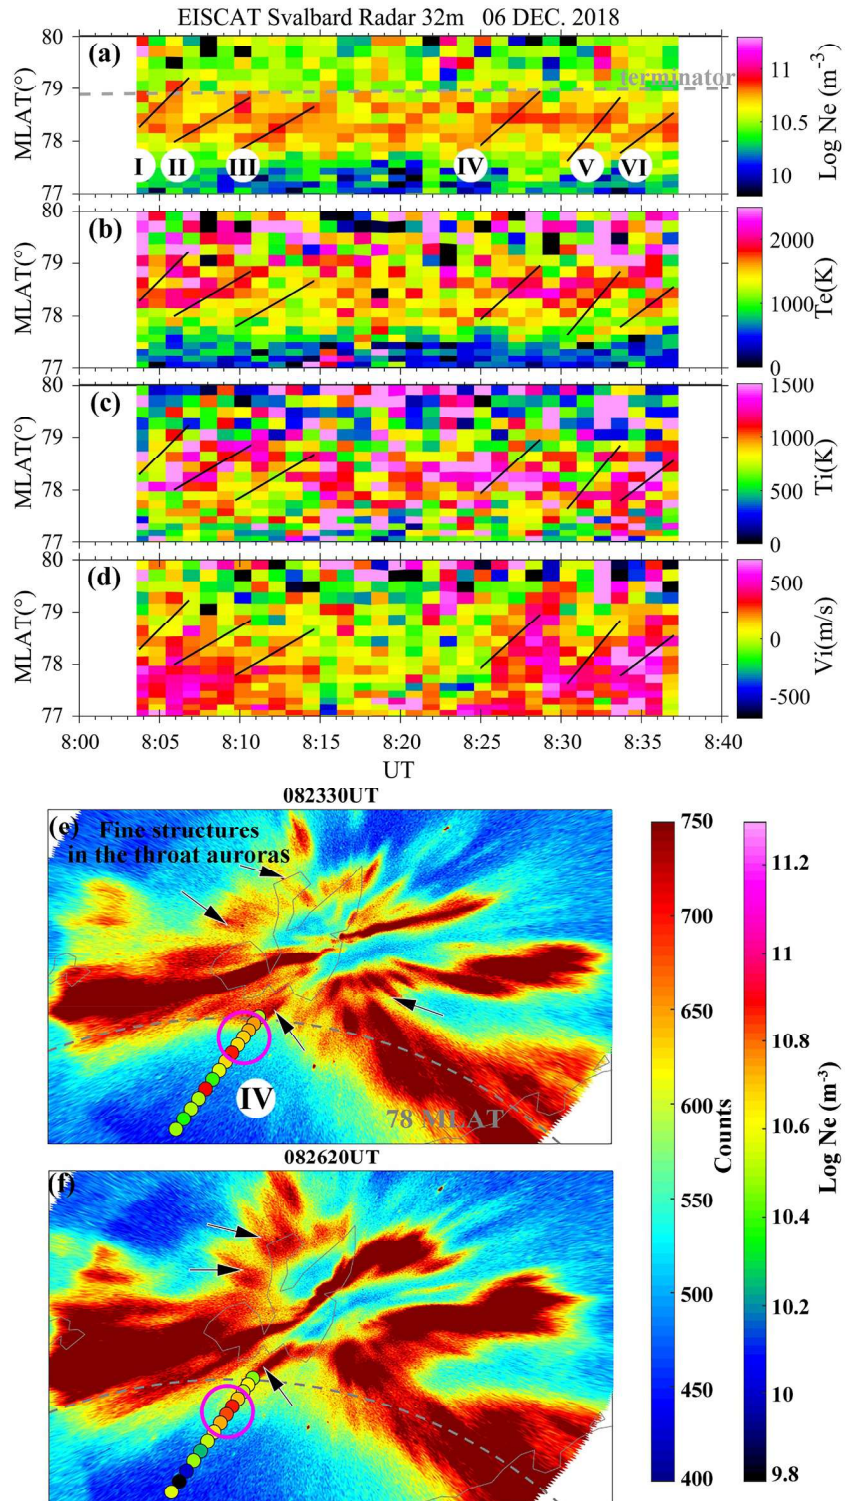 EISCAT Svalbard Radar 32m 06 DEC. 2018
80
(a)
terminator
79
78
77
MLAT(°)
I II III IV V VI
11
10.5
10
Log Ne (m⁻³)
80
(b)
79
78
77
MLAT(°)
2000
1000
0
Te(K)
80
(c)
79
78
77
MLAT(°)
1500
1000
500
0
Ti(K)
(d)
79
78
77
MLAT(°)
500
0
-500
Vi(m/s)
8:00 8:05 8:10 8:15 8:20 8:25 8:30 8:35 8:40
UT
082330UT
(e)
Fine structures
in the throat auroras
IV
78 MLAT
082620UT
(f)
750
700
650
600
550
500
450
400
Counts
11.2
11
10.8
10.6
10.4
10.2
10
9.8
Log Ne (m⁻³)